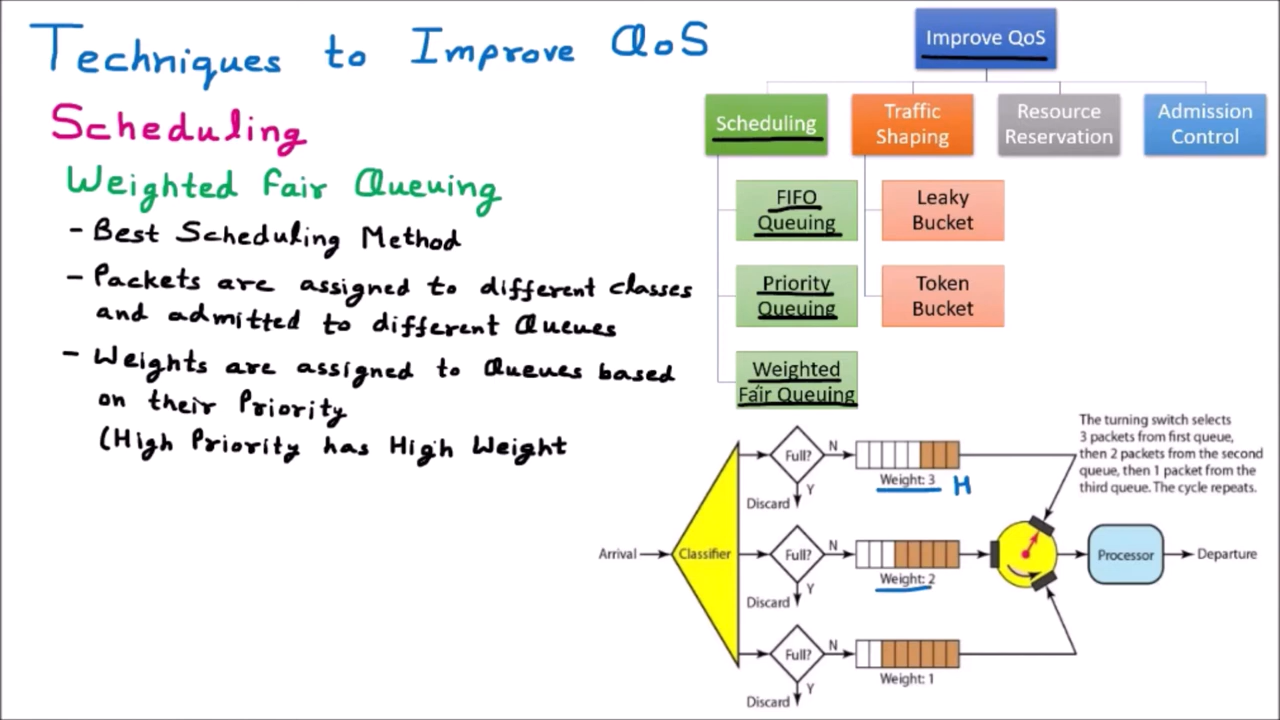 Techniques to Improve QoS
Scheduling
Weighted Fair Queuing
- Best Scheduling Method
- Packets are assigned to different classes
and admitted to different Queues
- Weights are assigned to Queues based
on their Priority
(High Priority has High Weight
Improve QoS
Scheduling
Traffic
Shaping
Resource
Reservation
Admission
Control
FIFO
Queuing
Leaky
Bucket
Priority
Queuing
Token
Bucket
Weighted
Fair Queuing
The turning switch selects
3 packets from first queue,
then 2 packets from the second
queue, then 1 packet from the
third queue. The cycle repeats.
Full?
N
Weight: 3 H
Y
Discard
Arrival
Classifier
Full?
N
Weight: 2
Y
Discard
Processor
Departure
Full?
N
Weight: 1
Y
Discard